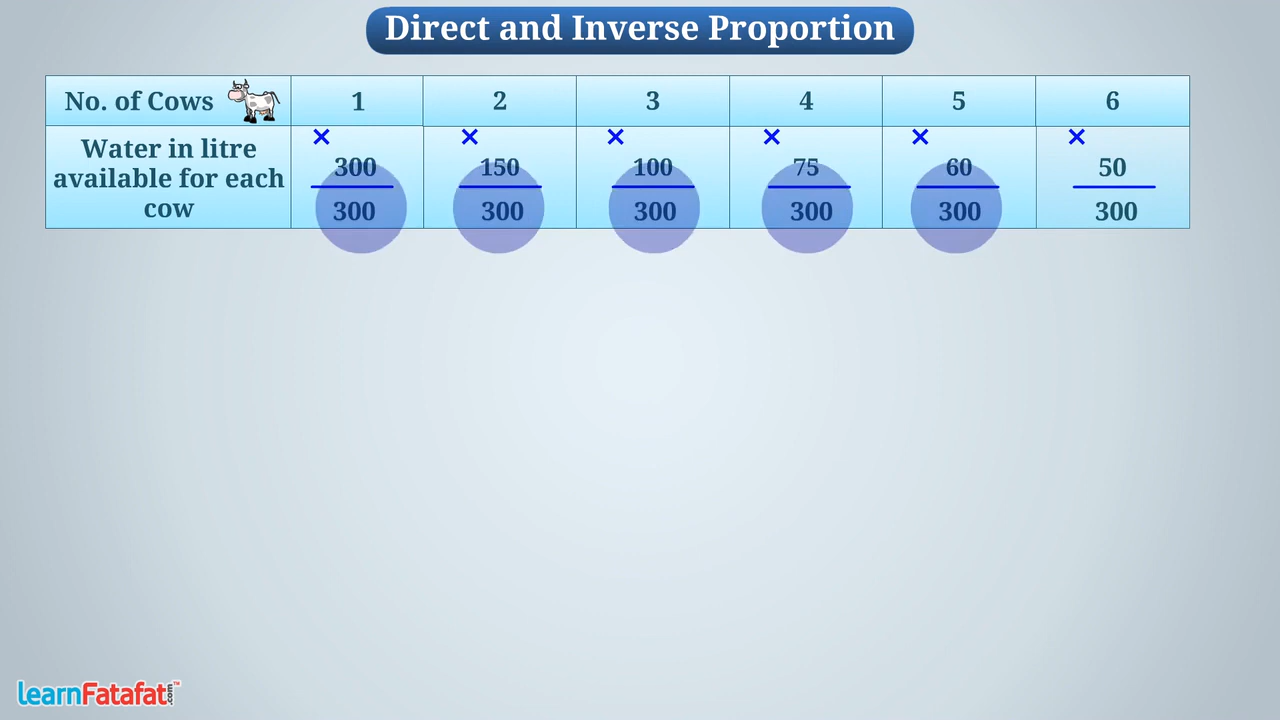 Direct and Inverse Proportion
No. of Cows 1 2 3 4 5 6
Water in litre
available for each
cow
× × × × × ×
300 150 100 75 60 50
300 300 300 300 300 300
learnFatafat.com™